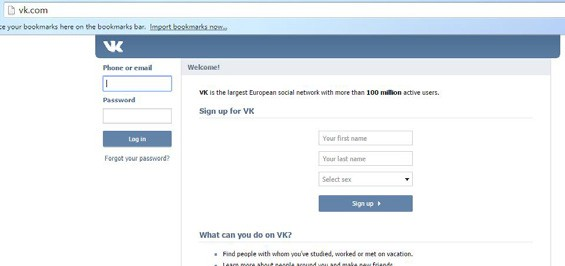 vk.com
ce your bookmarks here on the bookmarks bar. Import bookmarks now...
Phone or email
Password
Log in
Forgot your password?
Welcome!
VK is the largest European social network with more than 100 million active users.
Sign up for VK
Your first name
Your last name
Select sex
Sign up
What can you do on VK?
Find people with whom you've studied, worked or met on vacation.
Learn more about people around you and make new friends.